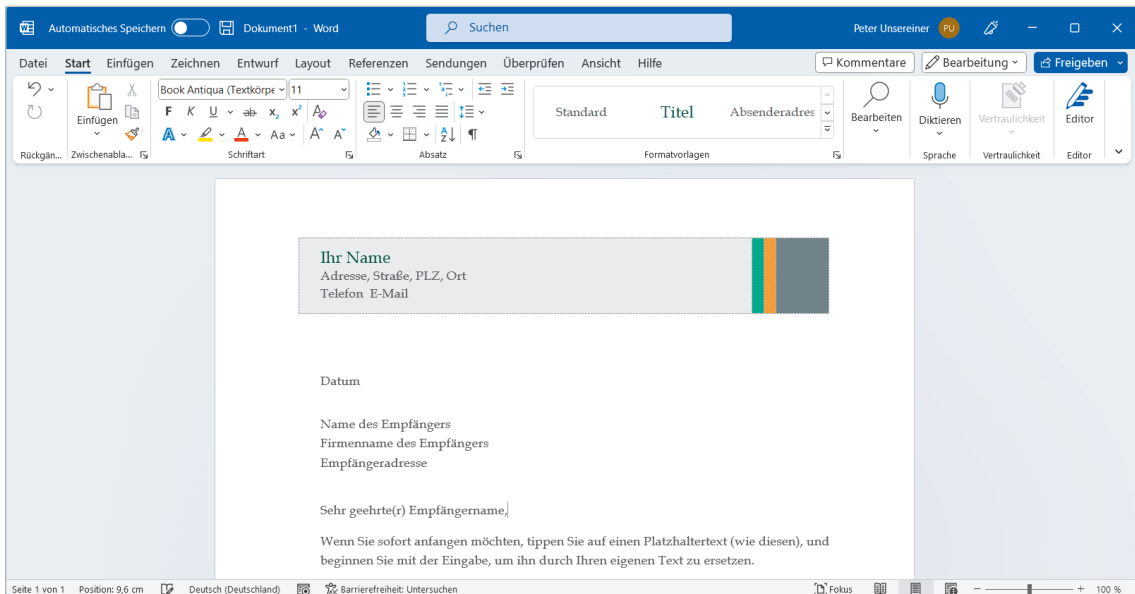 Automatisches Speichern Dokument1 - Word Suchen Peter Unsereiner PU
Datei Start Einfügen Zeichnen Entwurf Layout Referenzen Sendungen Überprüfen Ansicht Hilfe Kommentare Bearbeitung Freigeben
Book Antiqua (Textkörpe 11
Einfügen
F K U ab x₂ x² A
A A Aa A A
Standard Titel Absenderadres
Bearbeiten Diktieren Vertraulichkeit Editor
Rückgän... Zwischenabla... Schriftart Absatz Formatvorlagen Sprache Vertraulichkeit Editor
Ihr Name
Adresse, Straße, PLZ, Ort
Telefon E-Mail
Datum
Name des Empfängers
Firmenname des Empfängers
Empfängeradresse
Sehr geehrte(r) Empfängername,
Wenn Sie sofort anfangen möchten, tippen Sie auf einen Platzhaltertext (wie diesen), und
beginnen Sie mit der Eingabe, um ihn durch Ihren eigenen Text zu ersetzen.
Seite 1 von 1 Position: 9,6 cm Deutsch (Deutschland) Barrierefreiheit: Untersuchen Fokus 100 %